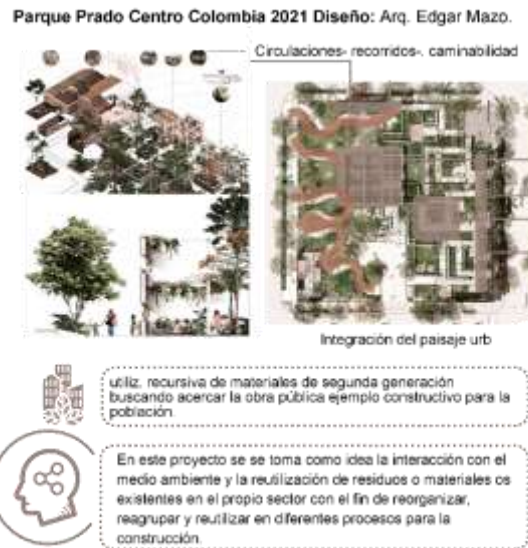 Parque Prado Centro Colombia 2021 Diseño: Arq. Edgar Mazo.
Circulaciones- recorridos-. caminabilidad
Integración del paisaje urb
utiliz. recursiva de materiales de segunda generación
buscando acercar la obra pública ejemplo constructivo para la
población.
En este proyecto se se toma como idea la interacción con el
medio ambiente y la reutilización de residuos o materiales os
existentes en el propio sector con el fin de reorganizar,
reagrupar y reutilizar en diferentes procesos para la
construcción.